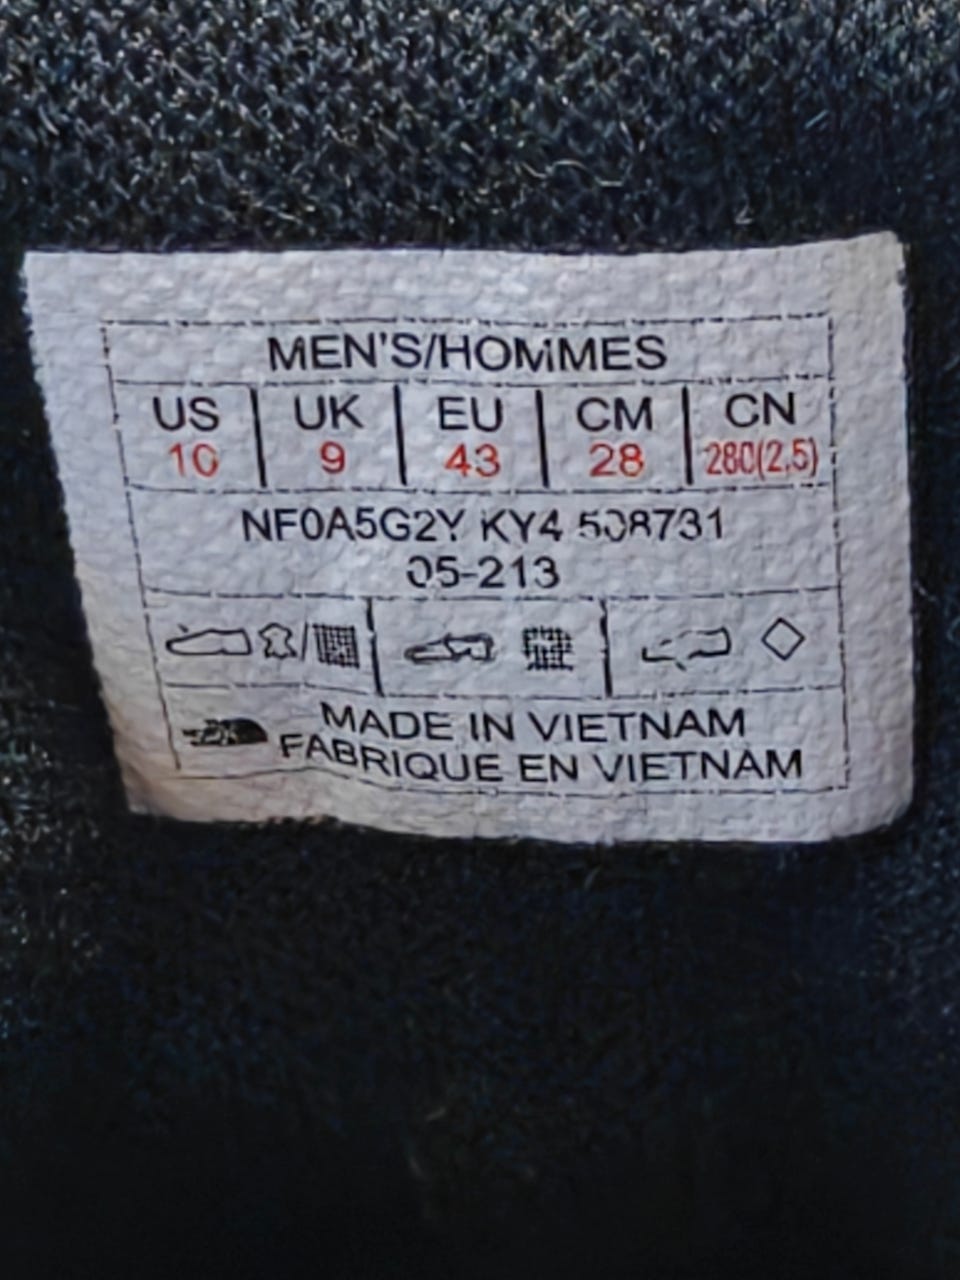 MEN'S/HOMMES
US UK EU CM CN
10 9 43 28 280(2.5)
NF0A5G2Y KY4 508731
05-213
MADE IN VIETNAM
FABRIQUE EN VIETNAM